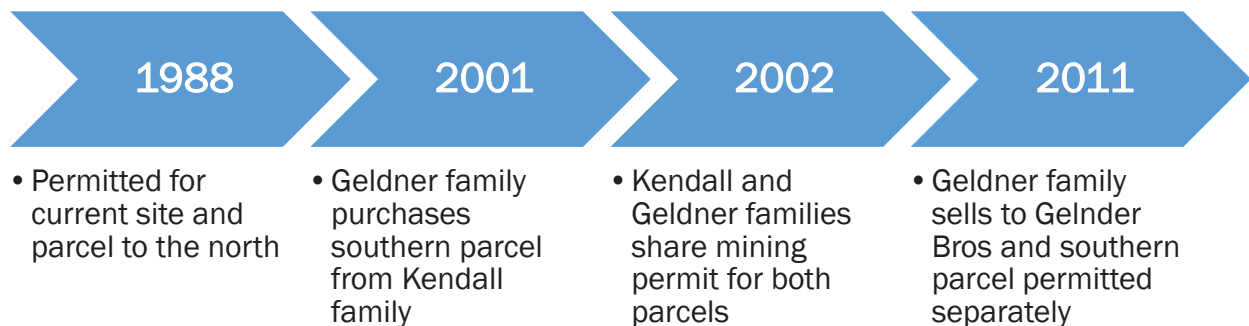 1988
• Permitted for
current site and
parcel to the north
2001
• Geldner family
purchases
southern parcel
from Kendall
family
2002
• Kendall and
Geldner families
share mining
permit for both
parcels
2011
• Geldner family
sells to Gelnder
Bros and southern
parcel permitted
separately